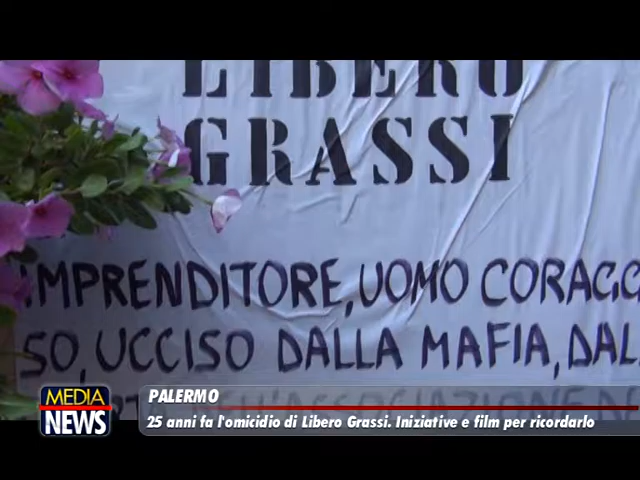 LIBERO
GRASSI
IMPRENDITORE, UOMO CORAGG
SO, UCCISO DALLA MAFIA, DAL
MEDIA
NEWS
PALERMO
25 anni fa l'omicidio di Libero Grassi. Iniziative e film per ricordarlo